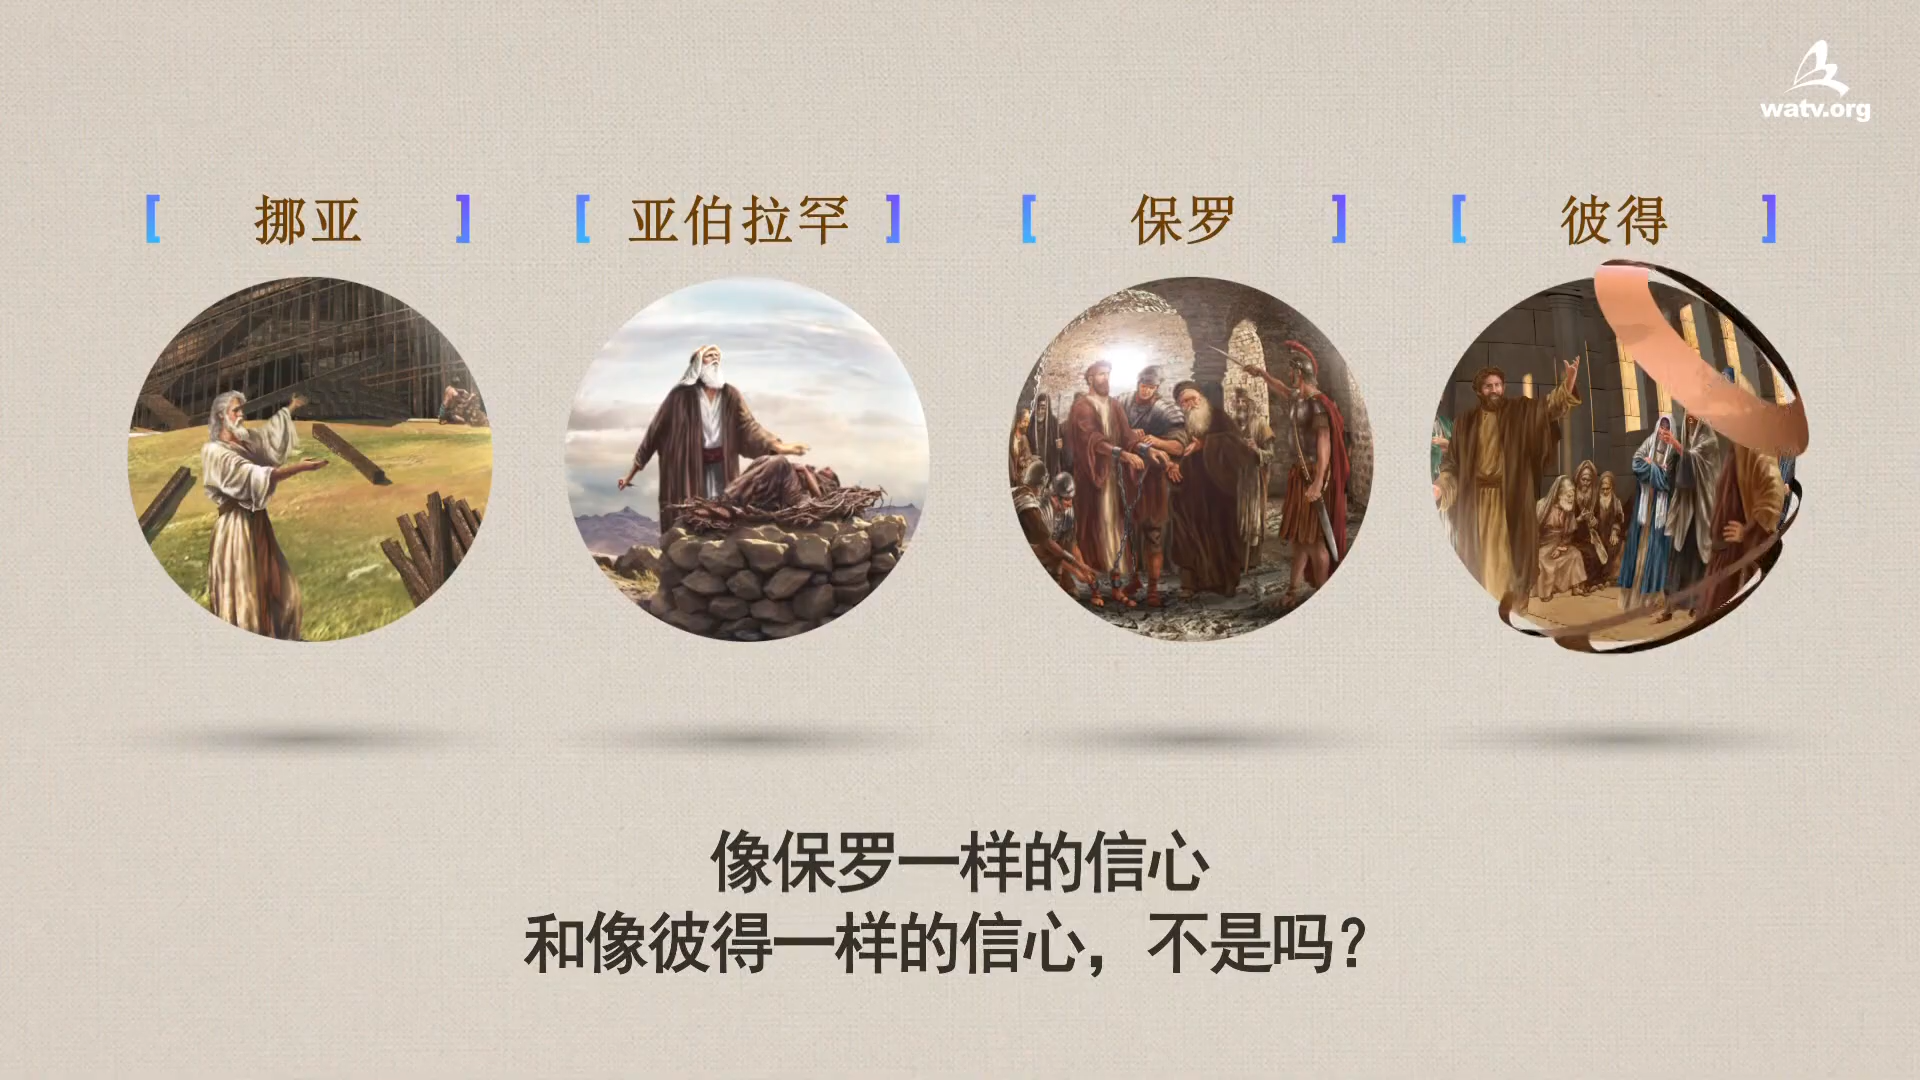 watv.org
[ 挪亚 ] [ 亚伯拉罕 ] [ 保罗 ] [ 彼得 ]
像保罗一样的信心
和像彼得一样的信心，不是吗？